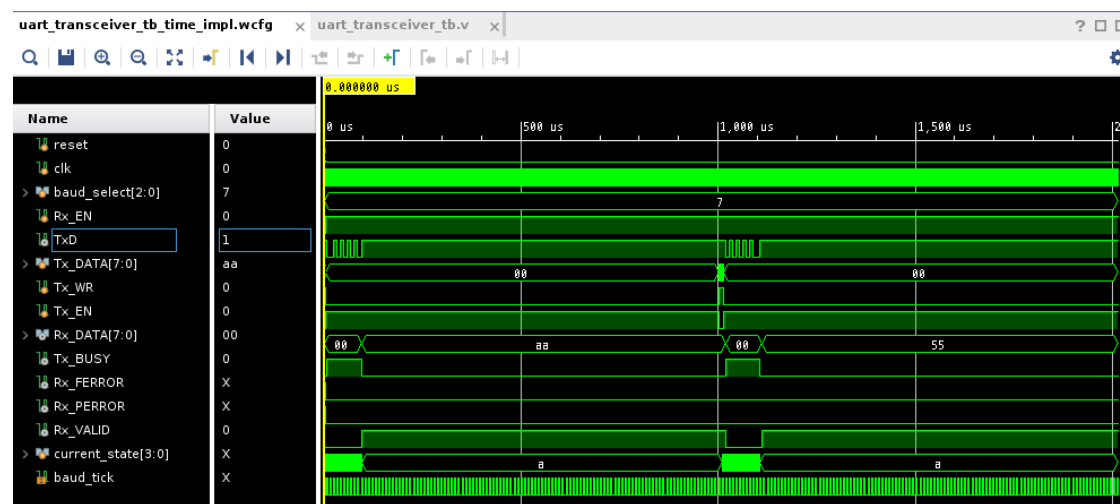 uart_transceiver_tb_time_impl.wcfg × uart_transceiver_tb.v × ?
0.000000 us
Name Value
0 us 500 us 1,000 us 1,500 us 2
reset 0
clk 0
baud_select[2:0] 7 7
Rx_EN 0
TxD 1
Tx_DATA[7:0] aa 00 00
Tx_WR 0
Tx_EN 0
Rx_DATA[7:0] 00 00 aa 00 55
Tx_BUSY 0
Rx_FERROR X
Rx_PERROR X
Rx_VALID 0
current_state[3:0] X a a
baud_tick X